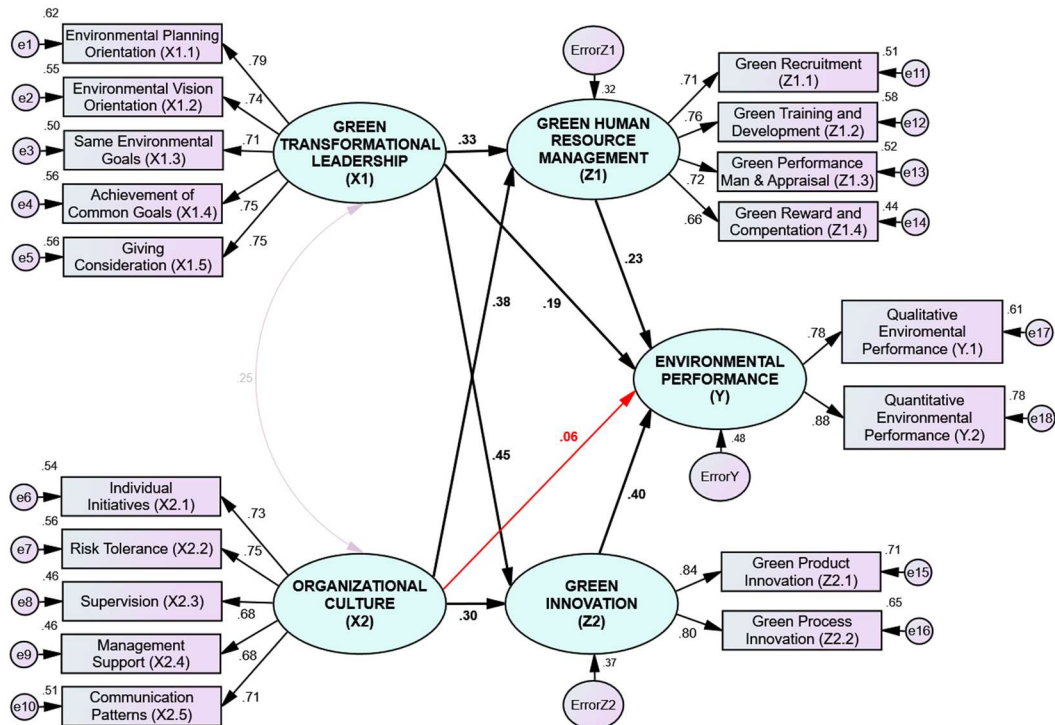 .62
e1
Environmental Planning
Orientation (X1.1)
.79
.55
e2
Environmental Vision
Orientation (X1.2)
.74
.50
e3
Same Environmental
Goals (X1.3)
.71
.56
e4
Achievement of
Common Goals (X1.4)
.75
.56
e5
Giving
Consideration (X1.5)
.75
GREEN
TRANSFORMATIONAL
LEADERSHIP
(X1)
ErrorZ1
.32
GREEN HUMAN
RESOURCE
MANAGEMENT
(Z1)
.71
Green Recruitment
(Z1.1)
.51
e11
.76
Green Training and
Development (Z1.2)
.58
e12
.72
Green Performance
Man & Appraisal (Z1.3)
.52
e13
.66
Green Reward and
Compentation (Z1.4)
.44
e14
.33
.38
.19
.23
.25
.45
.06
.40
.30
ENVIRONMENTAL
PERFORMANCE
(Y)
.48
ErrorY
.78
Qualitative
Enviromental
Performance (Y.1)
.61
e17
.88
Quantitative
Environmental
Performance (Y.2)
.78
e18
.54
e6
Individual
Initiatives (X2.1)
.73
.56
e7
Risk Tolerance (X2.2)
.75
.46
e8
Supervision (X2.3)
.68
.46
e9
Management
Support (X2.4)
.68
.51
e10
Communication
Patterns (X2.5)
.71
ORGANIZATIONAL
CULTURE
(X2)
GREEN
INNOVATION
(Z2)
.37
ErrorZ2
.84
Green Product
Innovation (Z2.1)
.71
e15
.80
Green Process
Innovation (Z2.2)
.65
e16